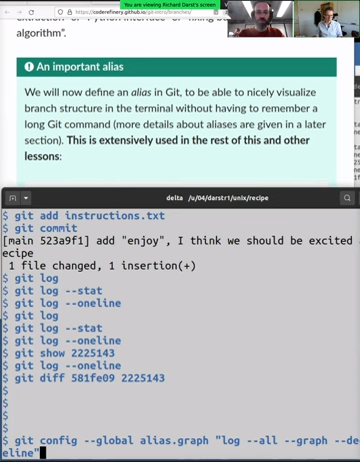 You are viewing Richard Darst's screen
https://coderefinery.github.io/git-intro/branches/
algorithm".
An important alias
We will now define an alias in Git, to be able to nicely visualize
branch structure in the terminal without having to remember a
long Git command (more details about aliases are given in a later
section). This is extensively used in the rest of this and other
lessons:
delta /u/04/darstr1/unix/recipe
$ git add instructions.txt
$ git commit
[main 523a9f1] add "enjoy", I think we should be excited a
ecipe
1 file changed, 1 insertion(+)
$ git log
$ git log --stat
$ git log --oneline
$ git log
$ git log --stat
$ git log --oneline
$ git show 2225143
$ git log --oneline
$ git diff 581fe09 2225143
$
$
$
$
$ git config --global alias.graph "log --all --graph --de
eline"